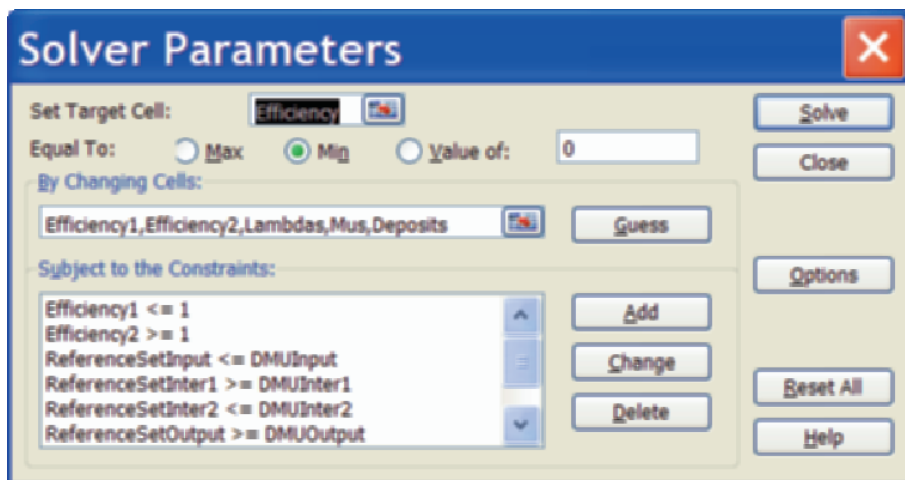 Solver Parameters
Set Target Cell: Efficiency Solve
Equal To: Max Min Value of: 0 Close
By Changing Cells:
Efficiency1,Efficiency2,Lambdas,Mus,Deposits Guess
Subject to the Constraints: Options
Efficiency1 <= 1 Add
Efficiency2 >= 1
ReferenceSetInput <= DMUInput Change
ReferenceSetInter1 >= DMUInter1 Reset All
ReferenceSetInter2 <= DMUInter2 Delete
ReferenceSetOutput >= DMUOutput Help